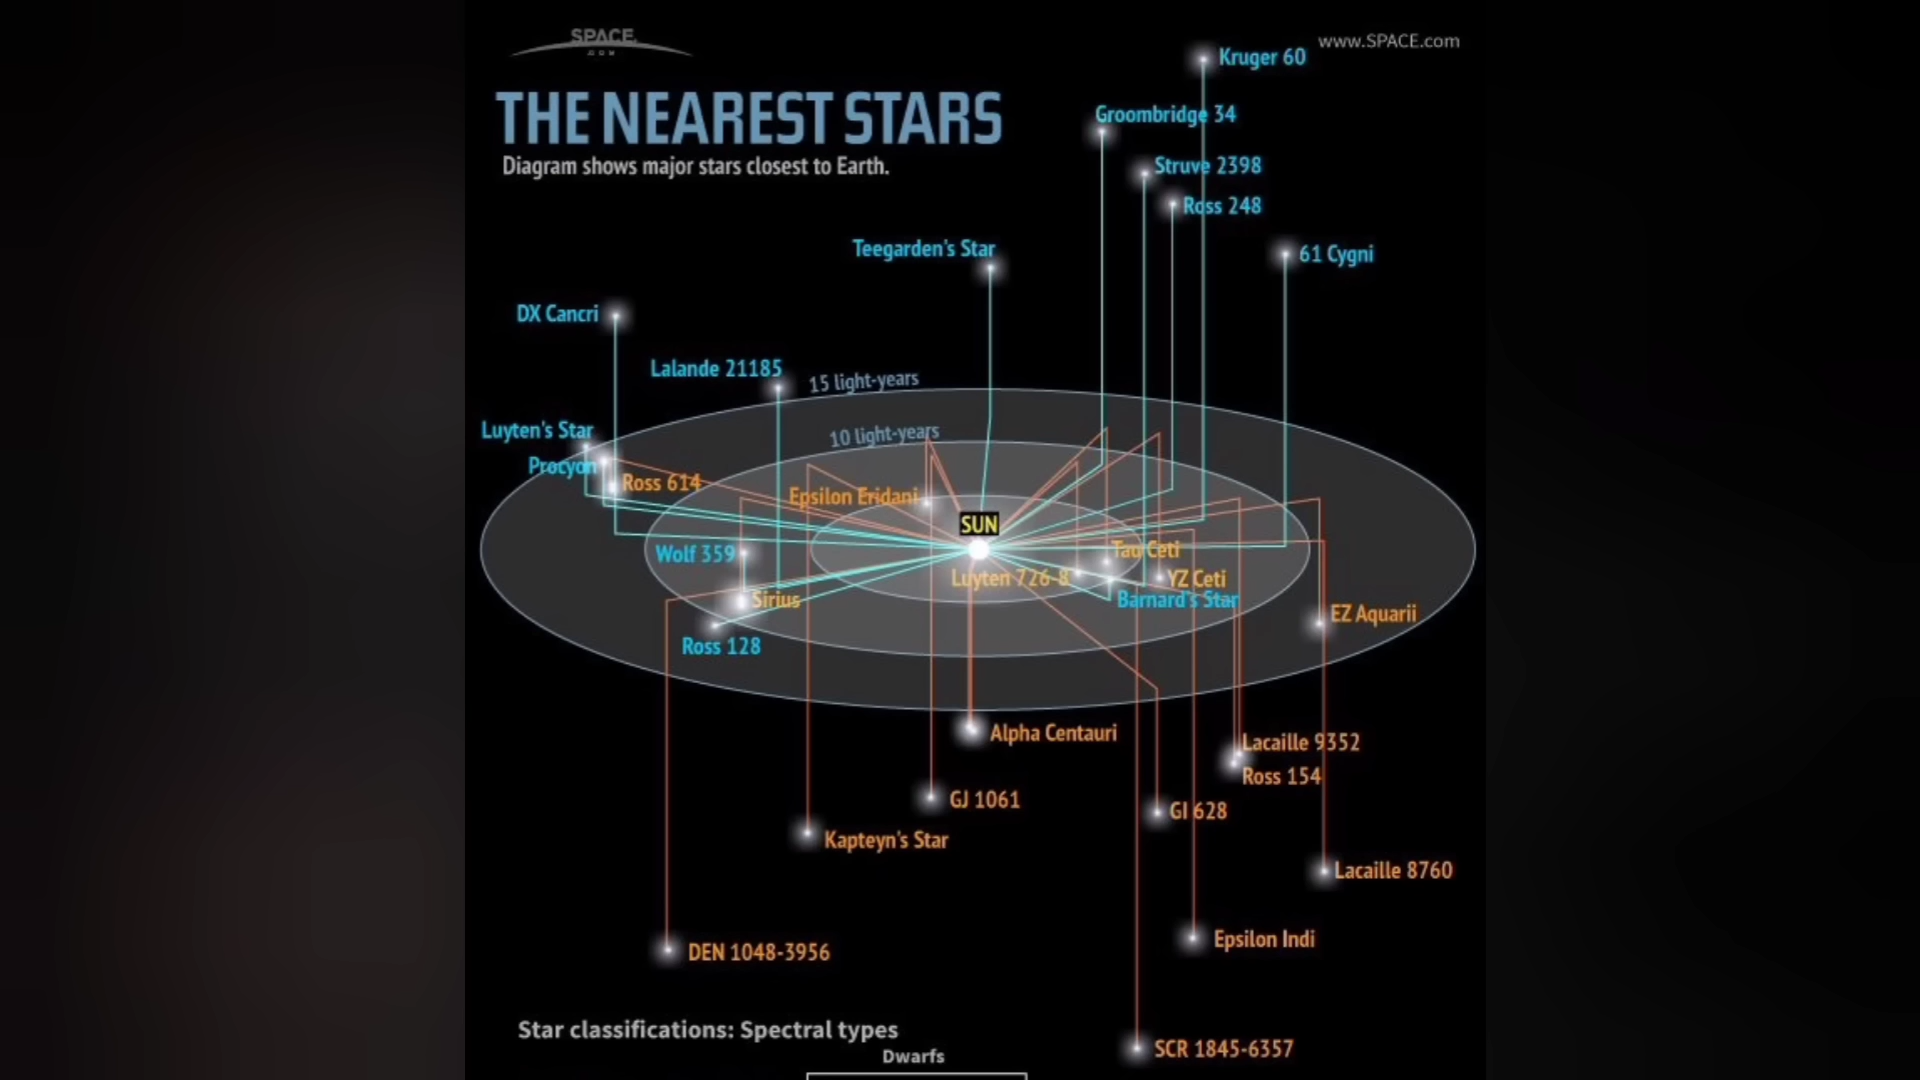 SPACE
.COM
www.SPACE.com
Kruger 60
THE NEAREST STARS
Diagram shows major stars closest to Earth.
Groombridge 34
Struve 2398
Ross 248
Teegarden's Star
61 Cygni
DX Cancri
Lalande 21185
15 light-years
Luyten's Star
10 light-years
Procyon
Ross 614
Epsilon Eridani
SUN
Wolf 359
Tau Ceti
Luyten 726-8
YZ Ceti
Sirius
Barnard's Star
EZ Aquarii
Ross 128
Alpha Centauri
Lacaille 9352
Ross 154
GJ 1061
GI 628
Kapteyn's Star
Lacaille 8760
Epsilon Indi
DEN 1048-3956
Star classifications: Spectral types
SCR 1845-6357
Dwarfs